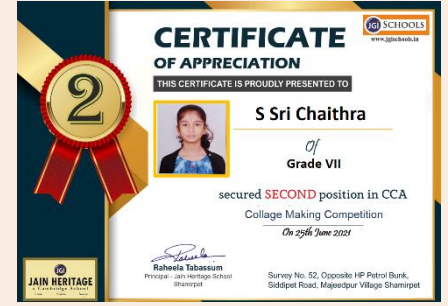 CERTIFICATE
OF APPRECIATION
JGI SCHOOLS
www.jgischools.in
THIS CERTIFICATE IS PROUDLY PRESENTED TO
2
S Sri Chaithra
Of
Grade VII
secured SECOND position in CCA
Collage Making Competition
On 25th June 2021
Raheela Tabassum
Principal - Jain Heritage School
Shamirpet
Survey No. 52, Opposite HP Petrol Bunk,
Siddipet Road, Majeedpur Village Shamirpet
JGI
JAIN HERITAGE
a Cambridge School